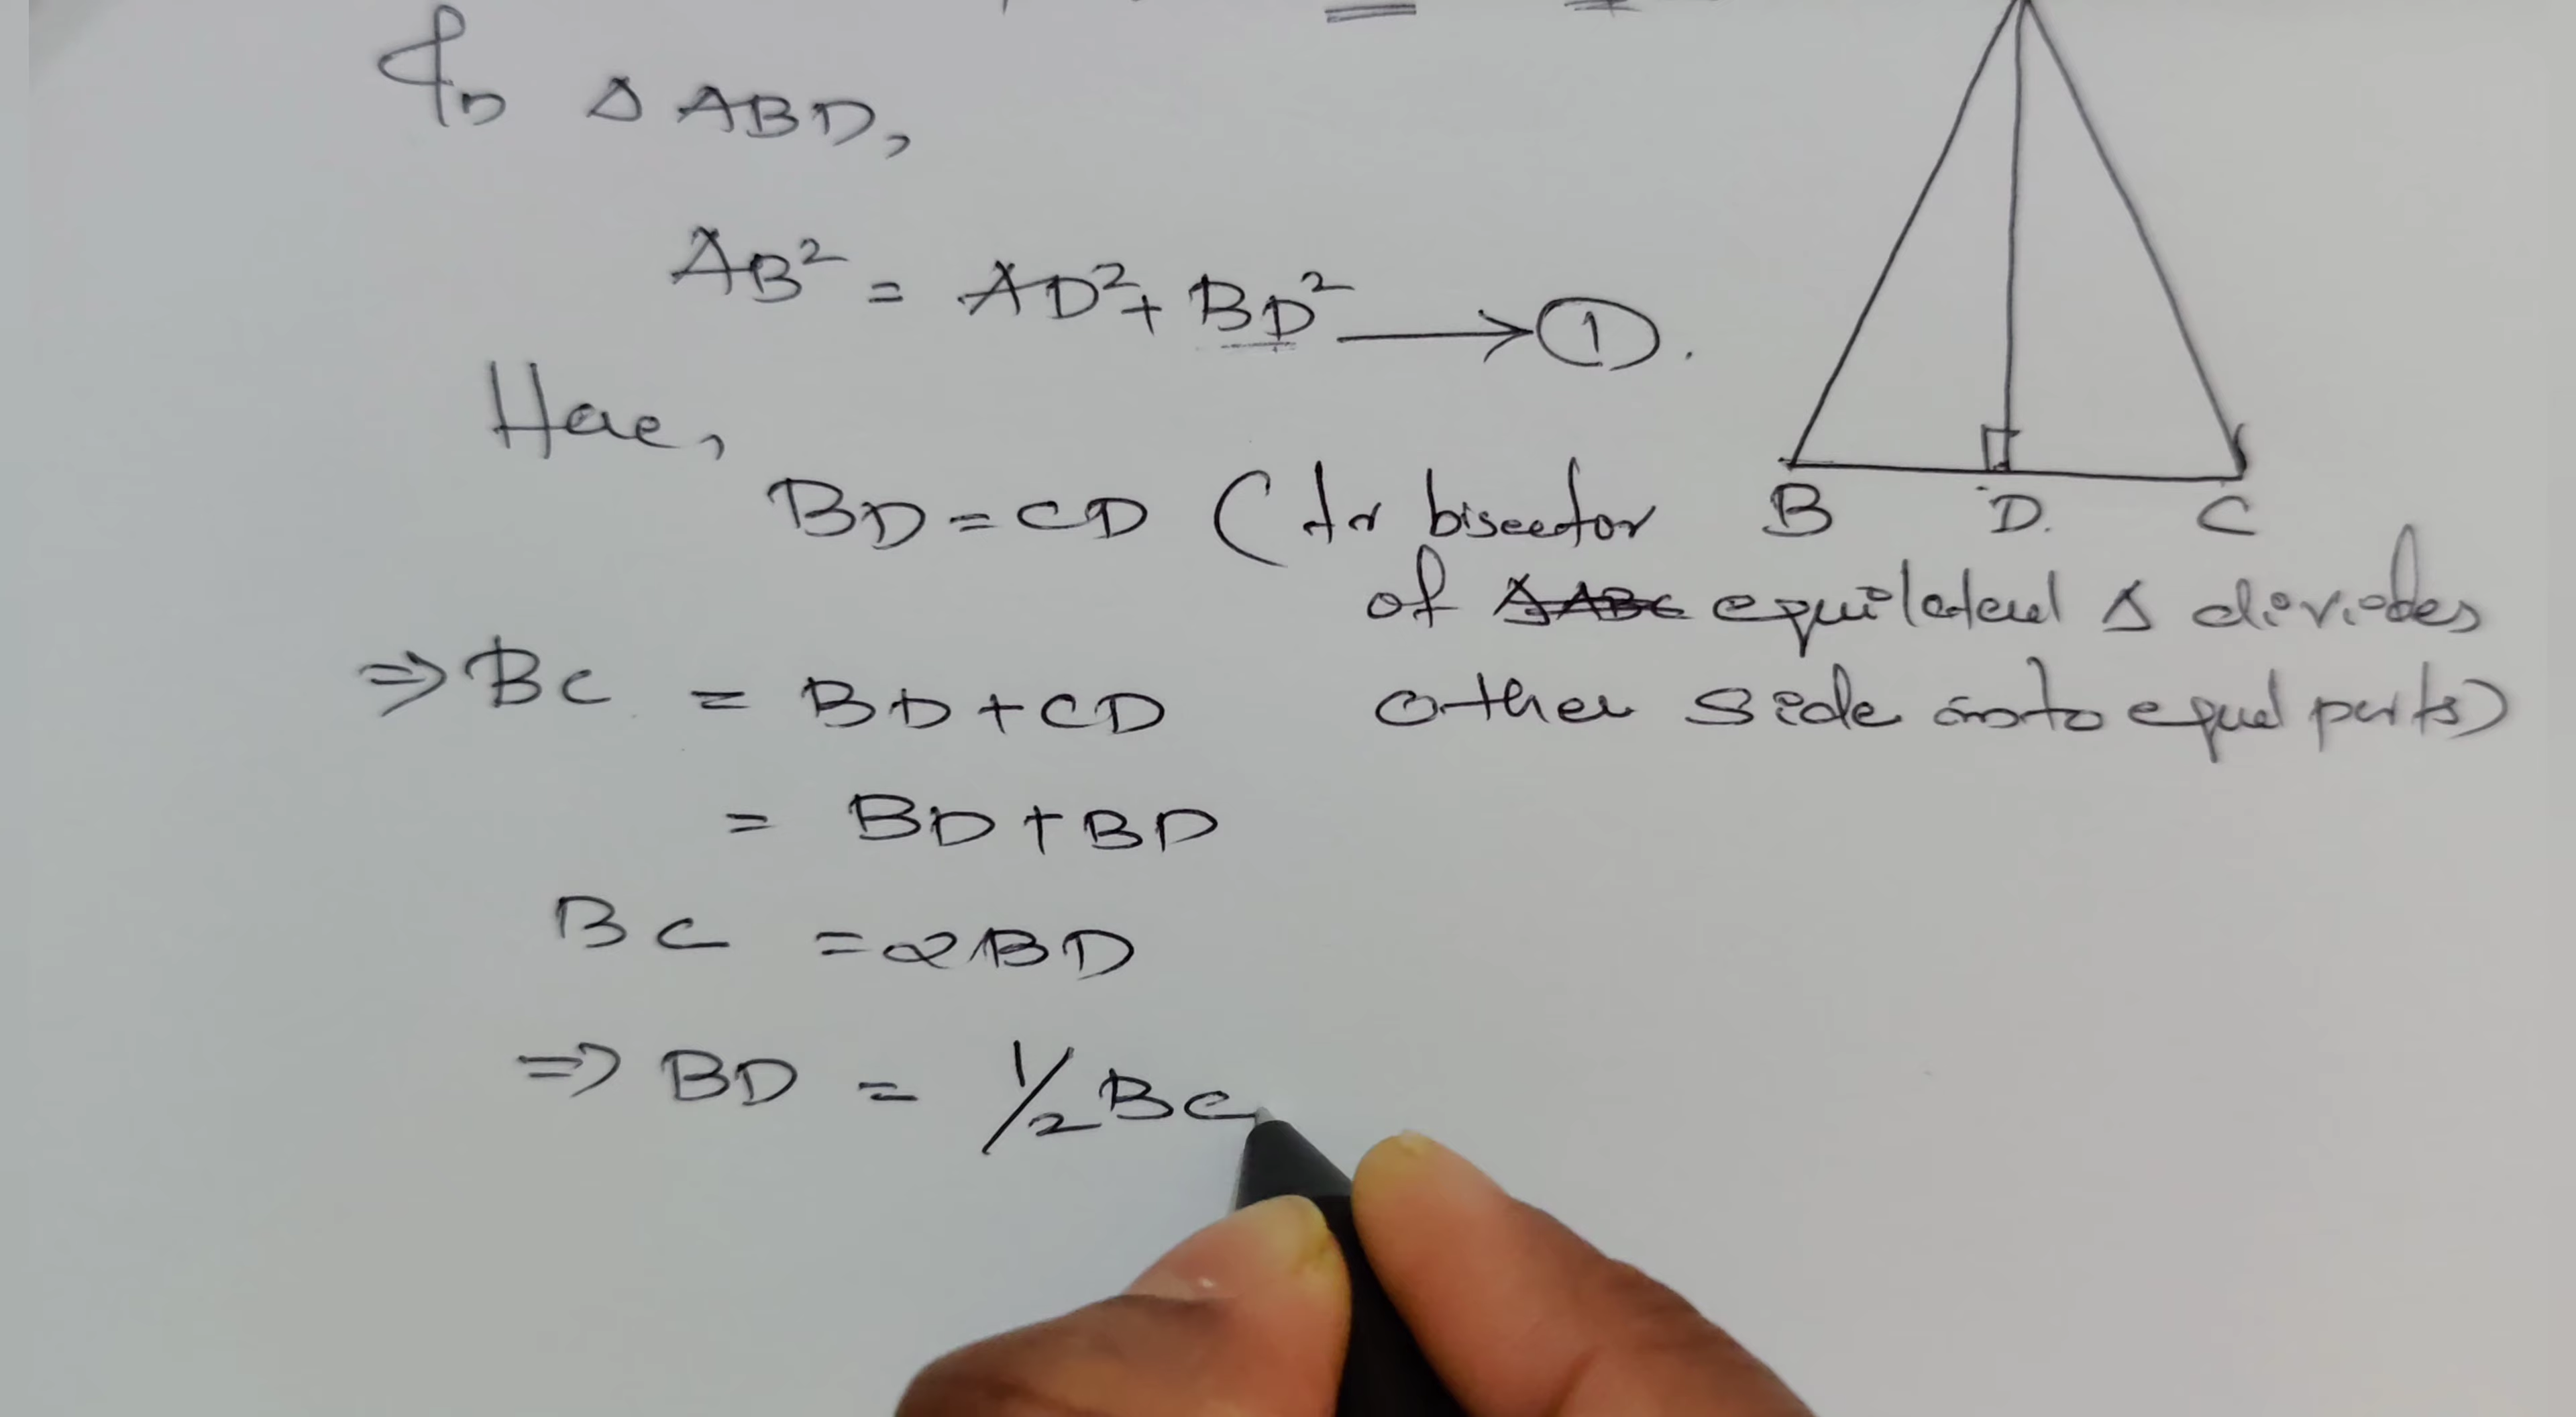 In Δ ABD,
AB² = AD² + BD² ⟶ ①.
Here,
BD = CD ( bisector
of equilateral Δ divides
other side into equal parts)
B D. C
⇒ BC = BD + CD
= BD + BD
BC = 2BD
⇒ BD = 1/2 BC